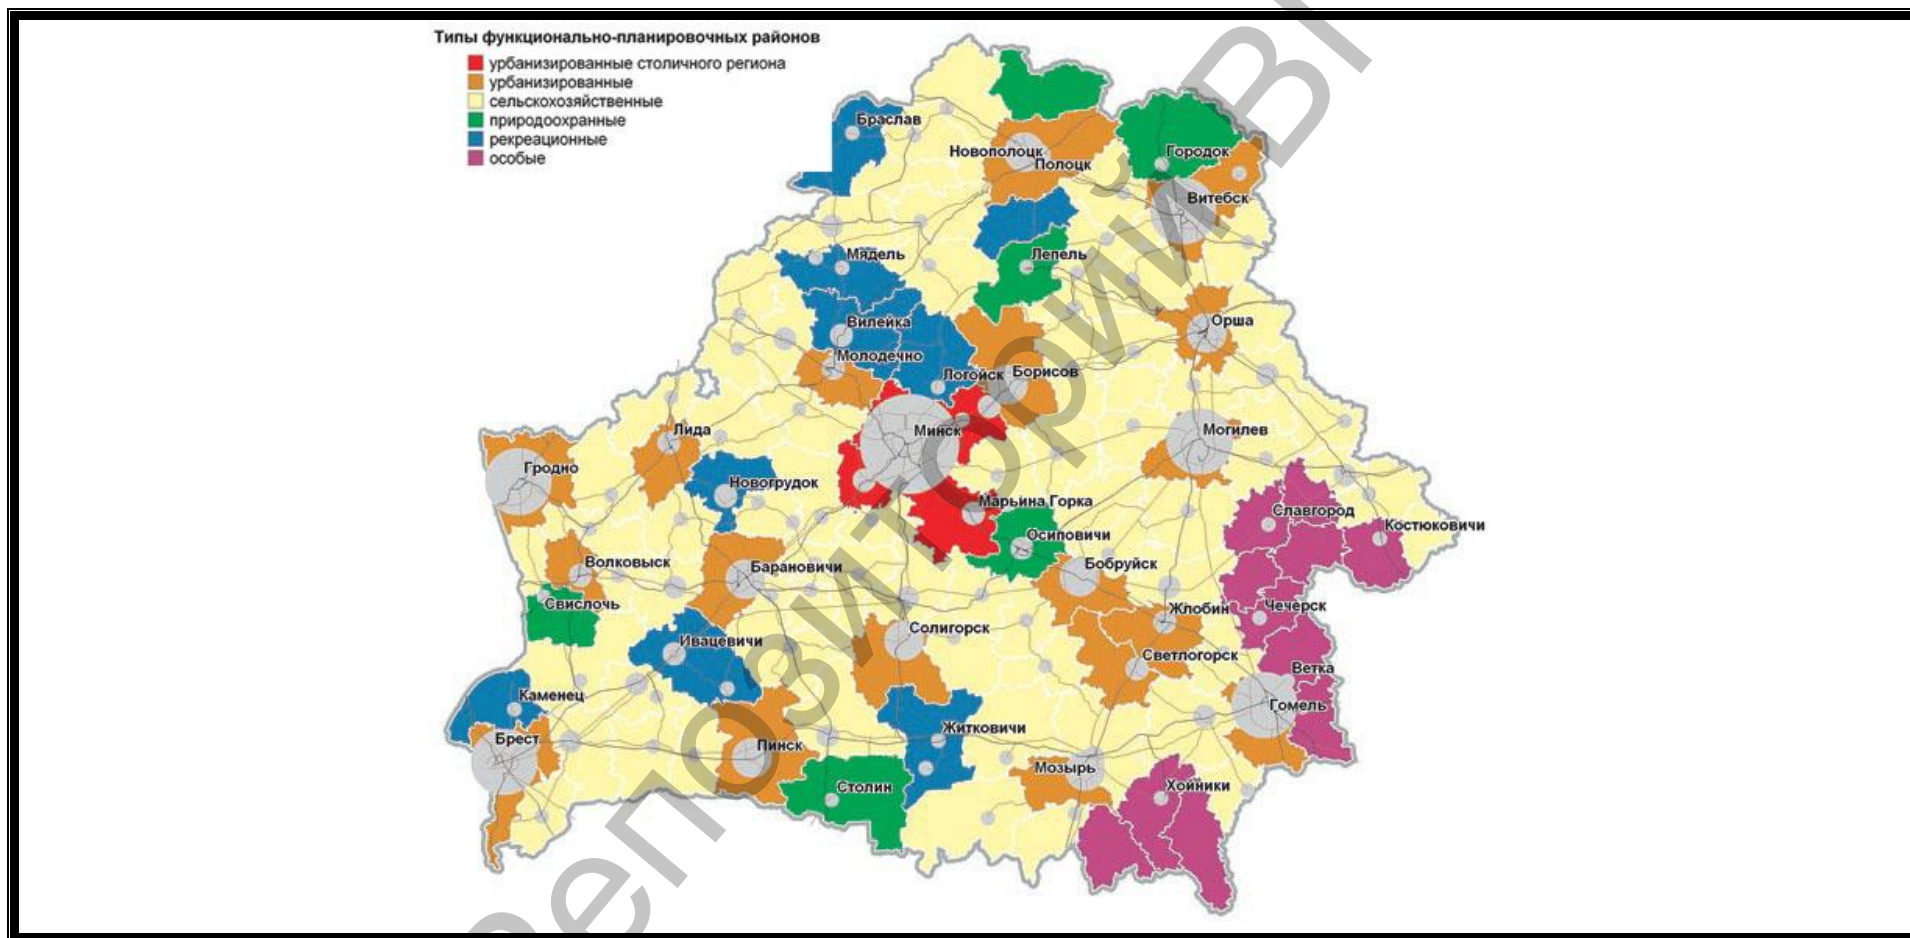 Типы функционально-планировочных районов
урбанизированные столичного региона
урбанизированные
сельскохозяйственные
природоохранные
рекреационные
особые
Браслав
Новополоцк
Полоцк
Городок
Витебск
Мядель
Лепель
Вилейка
Орша
Молодечно
Логойск
Борисов
Лида
Минск
Могилев
Гродно
Новогрудок
Марьина Горка
Славгород
Костюковичи
Осиповичи
Волковыск
Барановичи
Бобруйск
Свислочь
Жлобин
Чечерск
Солигорск
Ивацевичи
Светлогорск
Ветка
Каменец
Гомель
Брест
Житковичи
Пинск
Мозырь
Столин
Хойники
Репозиторий